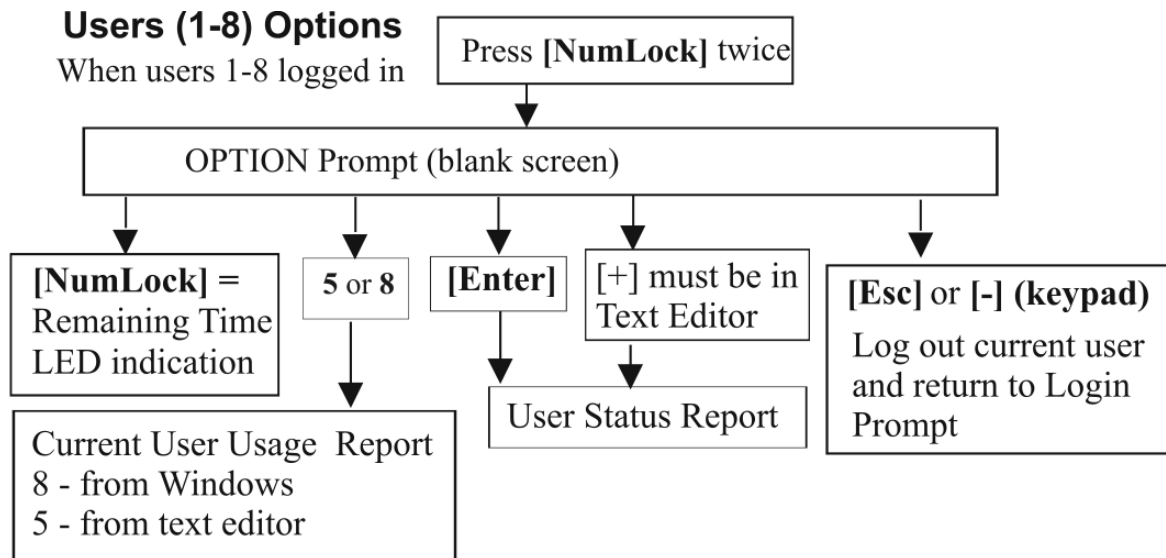 Users (1-8) Options
When users 1-8 logged in
Press [NumLock] twice
OPTION Prompt (blank screen)
[NumLock] =
Remaining Time
LED indication
5 or 8
[Enter]
[+] must be in
Text Editor
[Esc] or [-] (keypad)
Log out current user
and return to Login
Prompt
Current User Usage Report
8 - from Windows
5 - from text editor
User Status Report